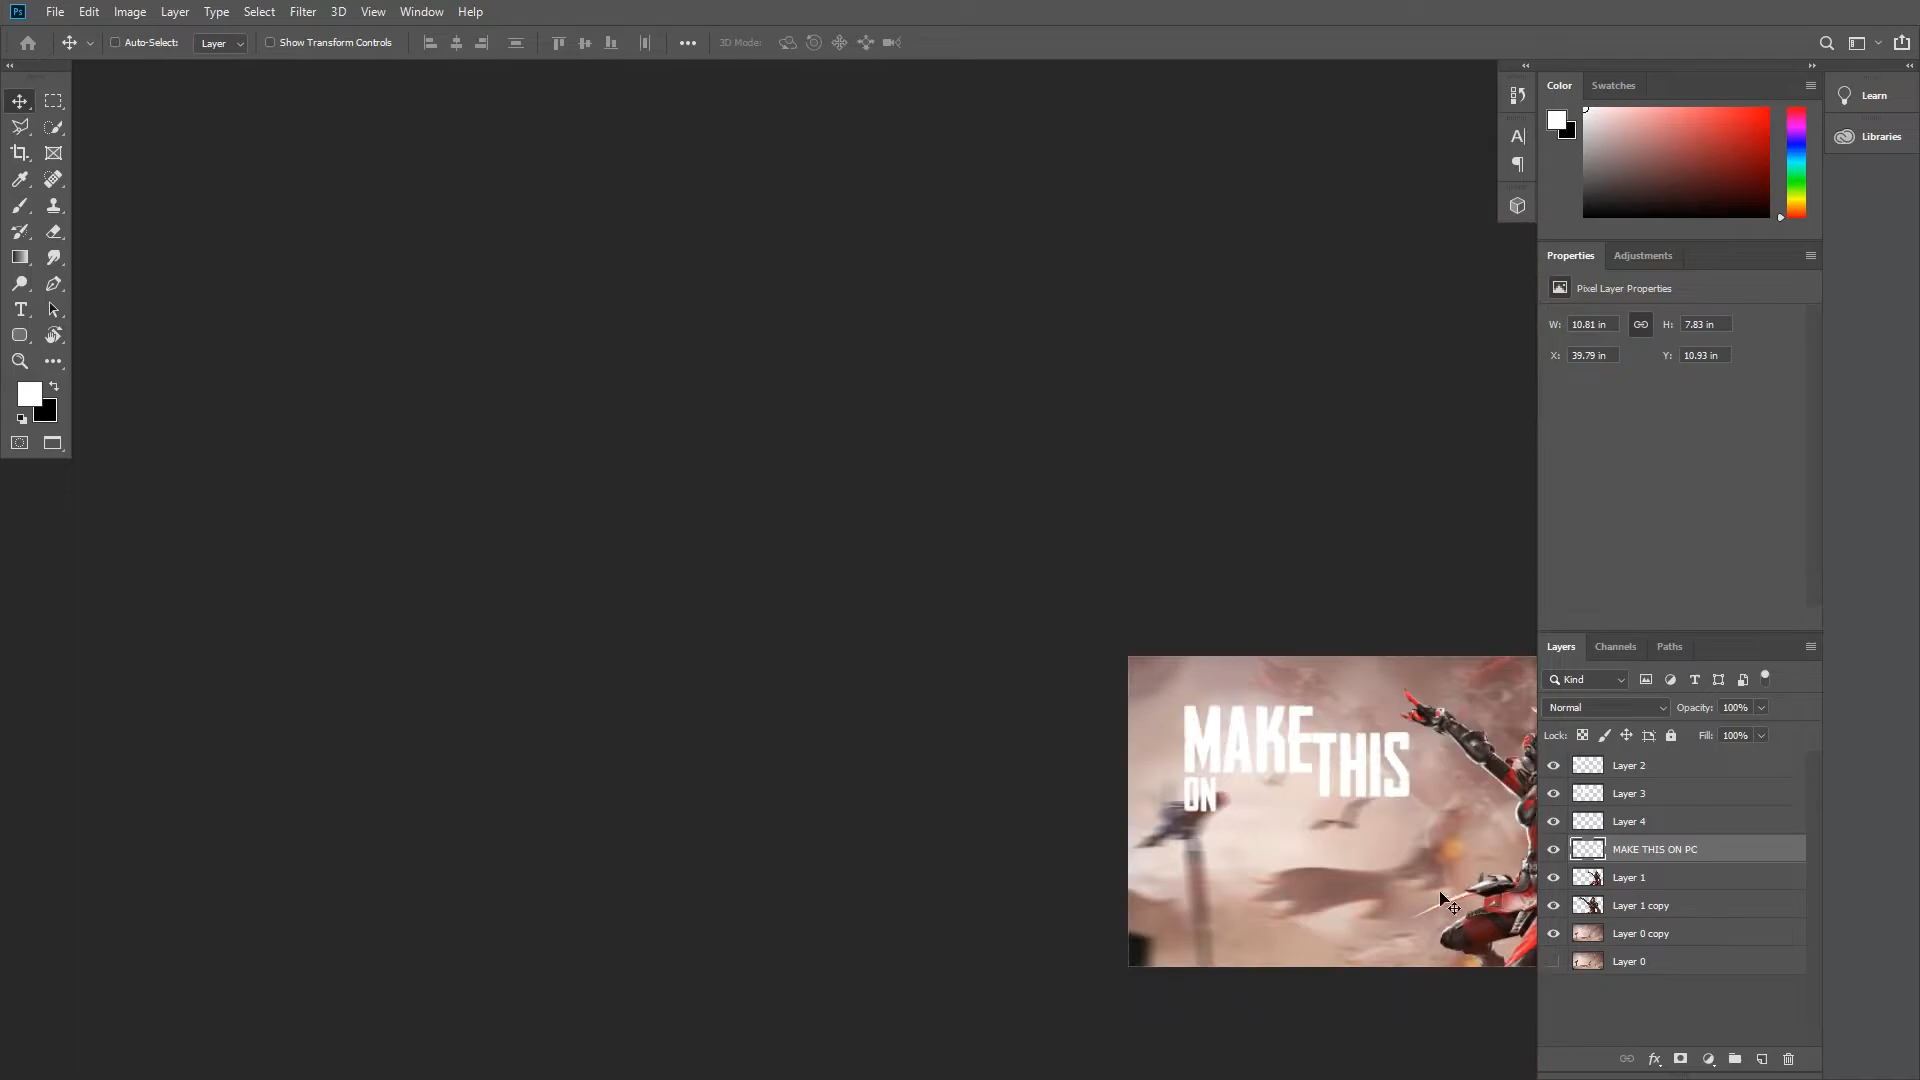 Ps File Edit Image Layer Type Select Filter 3D View Window Help
Auto-Select: Layer Show Transform Controls 3D Mode:
Color Swatches
Learn
Libraries
Properties Adjustments
Pixel Layer Properties
W: 10.81 in H: 7.83 in
X: 39.79 in Y: 10.93 in
MAKE
THIS
ON
Layers Channels Paths
Kind
Normal Opacity: 100%
Lock: Fill: 100%
Layer 2
Layer 3
Layer 4
MAKE THIS ON PC
Layer 1
Layer 1 copy
Layer 0 copy
Layer 0
fx